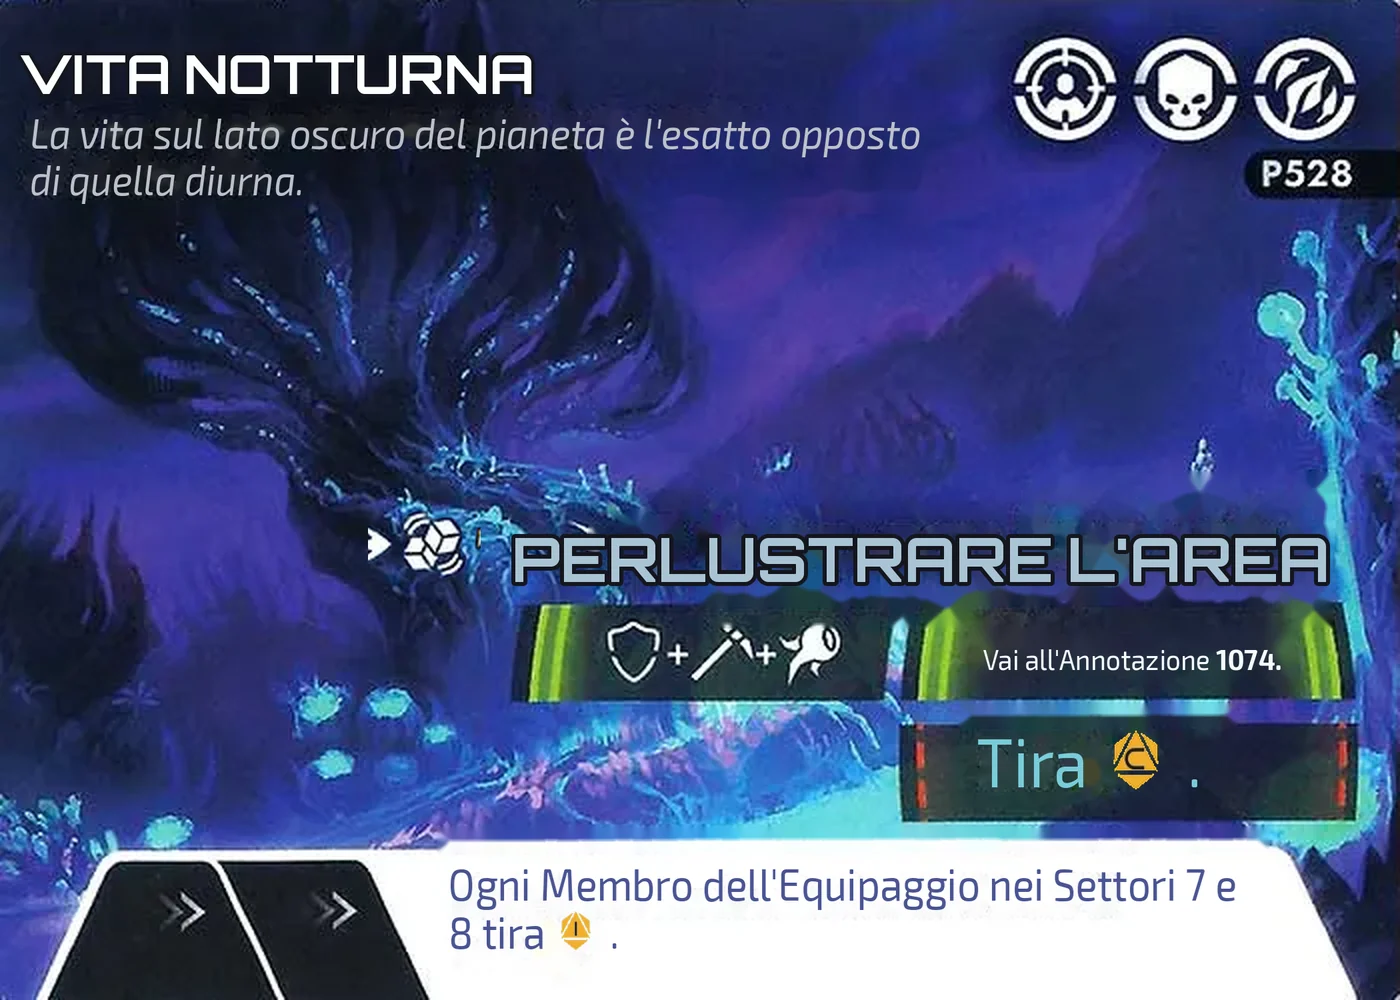 VITA NOTTURNA
La vita sul lato oscuro del pianeta è l'esatto opposto
di quella diurna.
P528
PERLUSTRARE L'AREA
+ +
Vai all'Annotazione 1074.
Tira C .
Ogni Membro dell'Equipaggio nei Settori 7 e
8 tira I .